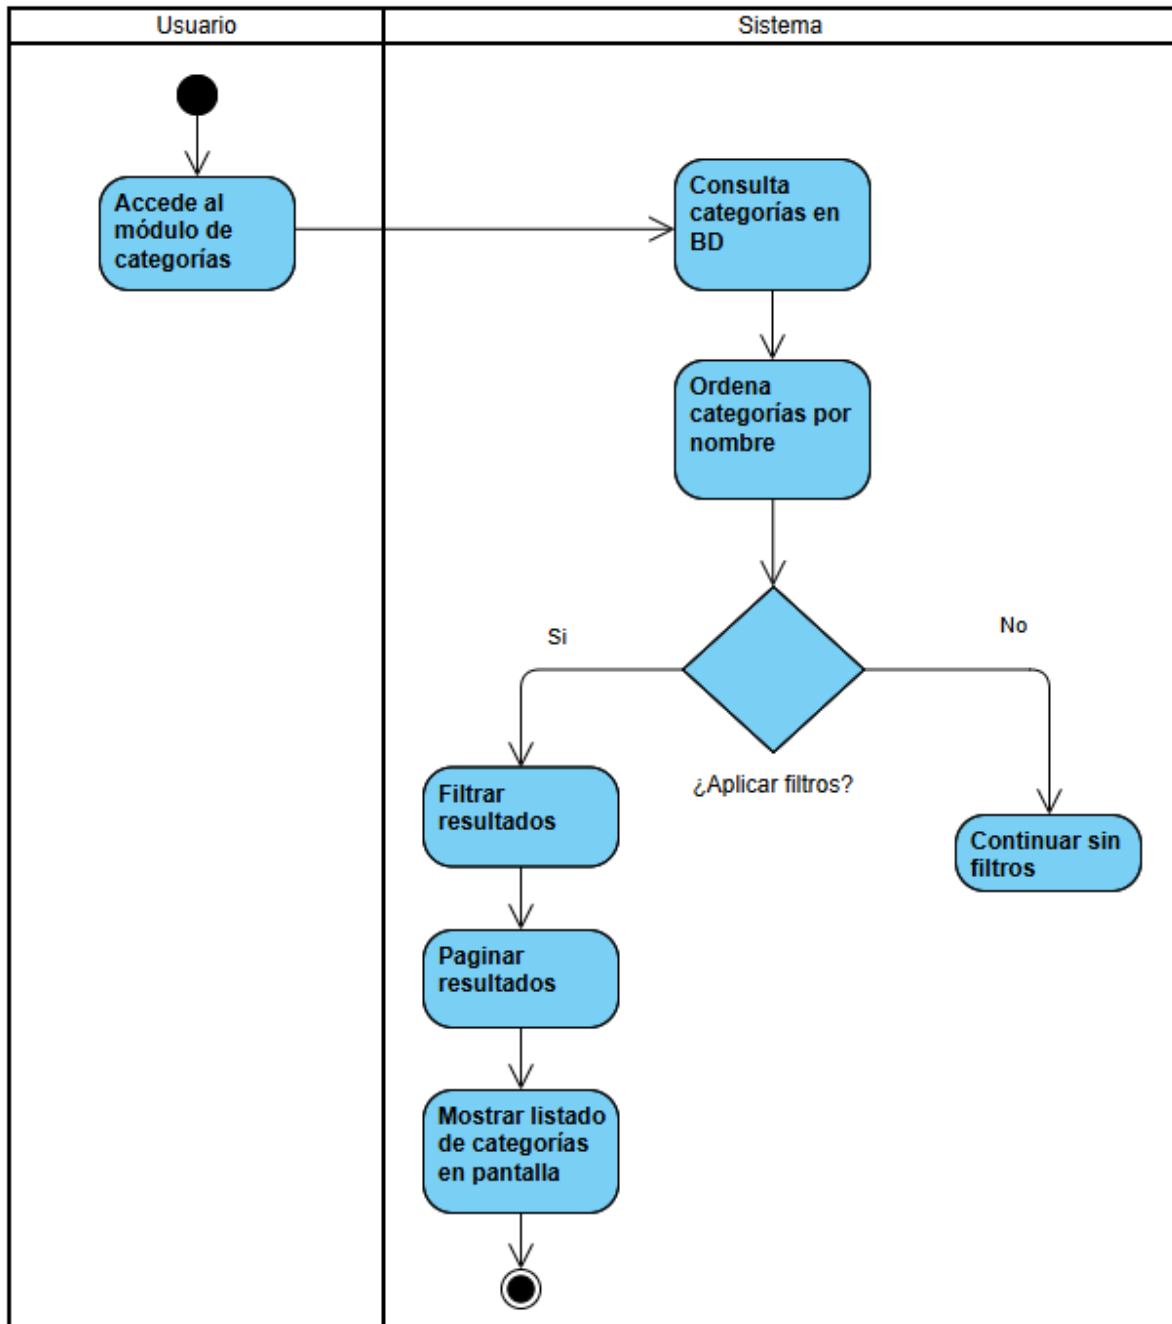 Usuario
Sistema
Accede al
módulo de
categorías
Consulta
categorías en
BD
Ordena
categorías por
nombre
Si
No
¿Aplicar filtros?
Filtrar
resultados
Continuar sin
filtros
Paginar
resultados
Mostrar listado
de categorías
en pantalla